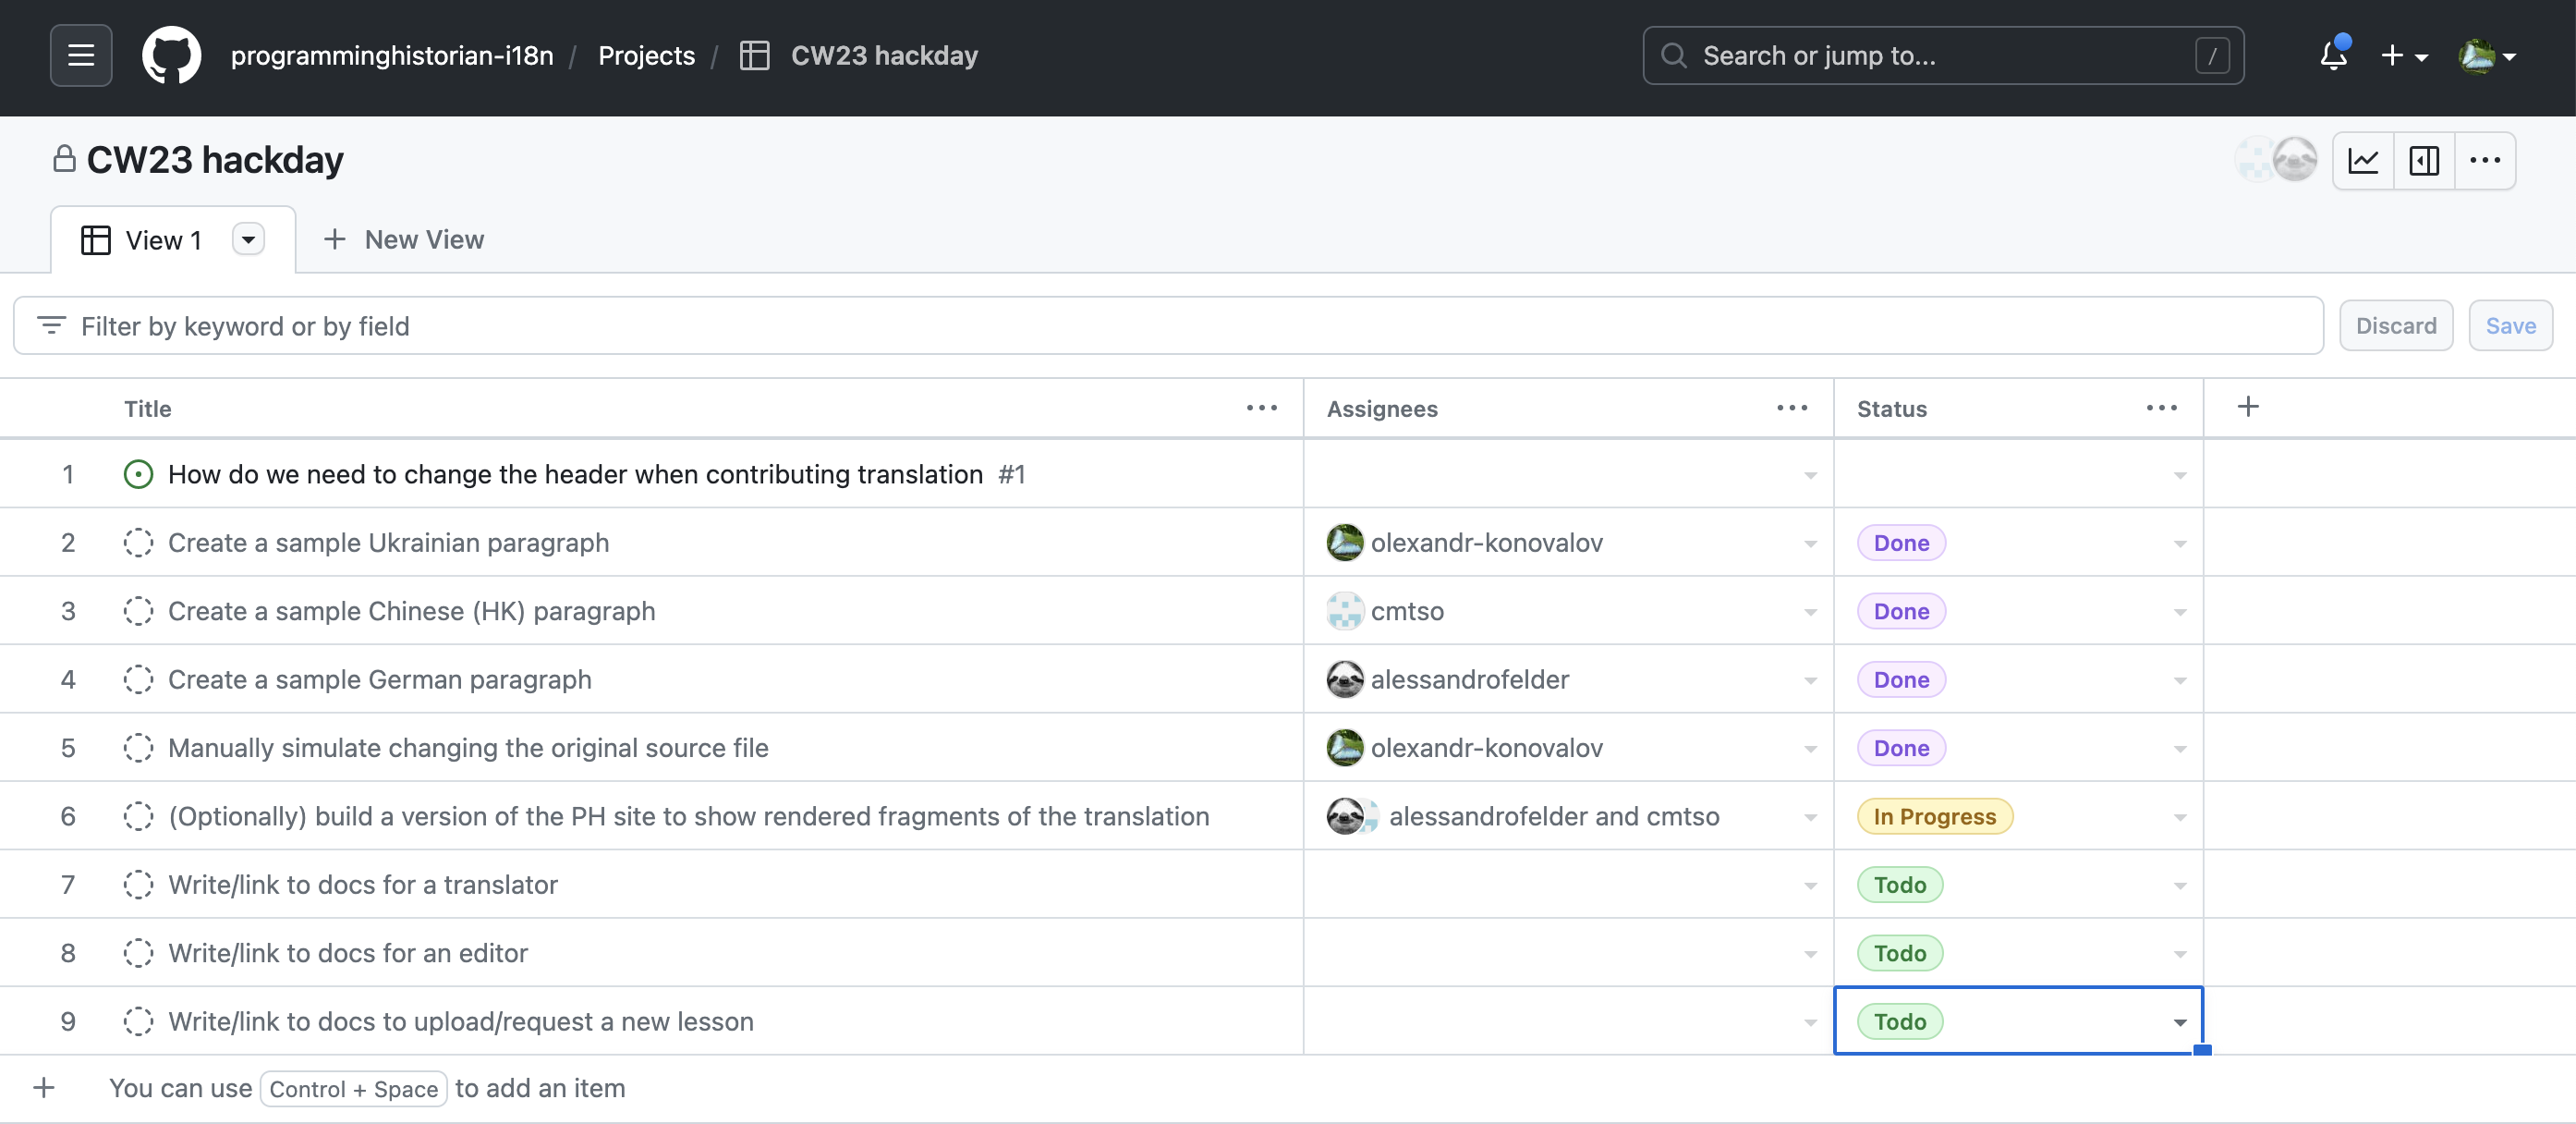 programminghistorian-i18n / Projects / CW23 hackday Search or jump to... /
CW23 hackday
View 1 New View
Filter by keyword or by field Discard Save
Title Assignees Status
1 How do we need to change the header when contributing translation #1
2 Create a sample Ukrainian paragraph olexandr-konovalov Done
3 Create a sample Chinese (HK) paragraph cmtso Done
4 Create a sample German paragraph alessandrofelder Done
5 Manually simulate changing the original source file olexandr-konovalov Done
6 (Optionally) build a version of the PH site to show rendered fragments of the translation alessandrofelder and cmtso In Progress
7 Write/link to docs for a translator Todo
8 Write/link to docs for an editor Todo
9 Write/link to docs to upload/request a new lesson Todo
You can use Control + Space to add an item